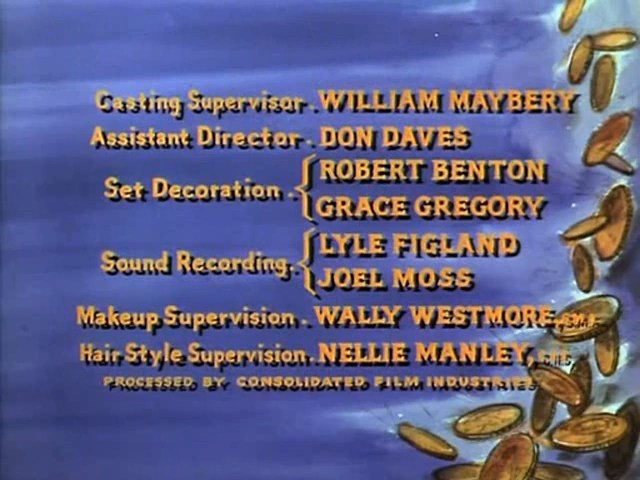 Casting Supervisor . WILLIAM MAYBERY
Assistant Director . DON DAVES
Set Decoration . ROBERT BENTON
GRACE GREGORY
Sound Recording . LYLE FIGLAND
JOEL MOSS
Makeup Supervision . WALLY WESTMORE, S.M.A.
Hair Style Supervision . NELLIE MANLEY, C.H.S.
PROCESSED BY CONSOLIDATED FILM INDUSTRIES